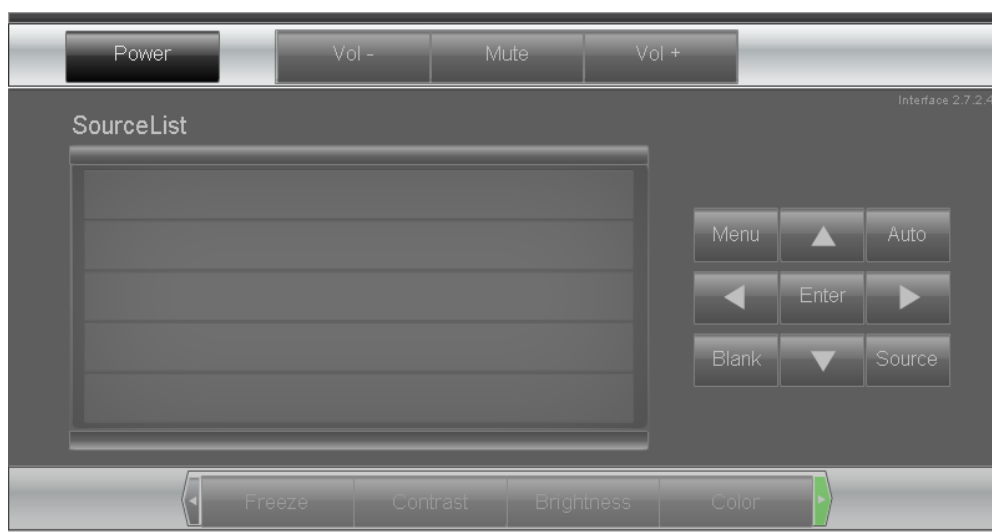 Power Vol - Mute Vol +
Interface 2.7.2.4
SourceList
Menu Auto
Enter
Blank Source
Freeze Contrast Brightness Color